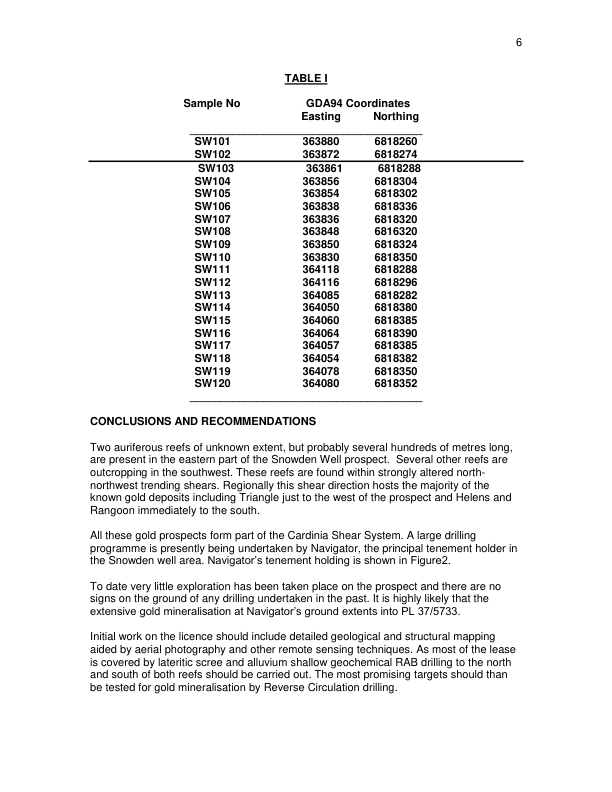 6
TABLE I
Sample No GDA94 Coordinates
Easting Northing
SW101 363880 6818260
SW102 363872 6818274
SW103 363861 6818288
SW104 363856 6818304
SW105 363854 6818302
SW106 363838 6818336
SW107 363836 6818320
SW108 363848 6816320
SW109 363850 6818324
SW110 363830 6818350
SW111 364118 6818288
SW112 364116 6818296
SW113 364085 6818282
SW114 364050 6818380
SW115 364060 6818385
SW116 364064 6818390
SW117 364057 6818385
SW118 364054 6818382
SW119 364078 6818350
SW120 364080 6818352
CONCLUSIONS AND RECOMMENDATIONS
Two auriferous reefs of unknown extent, but probably several hundreds of metres long,
are present in the eastern part of the Snowden Well prospect. Several other reefs are
outcropping in the southwest. These reefs are found within strongly altered north-
northwest trending shears. Regionally this shear direction hosts the majority of the
known gold deposits including Triangle just to the west of the prospect and Helens and
Rangoon immediately to the south.
All these gold prospects form part of the Cardinia Shear System. A large drilling
programme is presently being undertaken by Navigator, the principal tenement holder in
the Snowden well area. Navigator's tenement holding is shown in Figure2.
To date very little exploration has been taken place on the prospect and there are no
signs on the ground of any drilling undertaken in the past. It is highly likely that the
extensive gold mineralisation at Navigator's ground extents into PL 37/5733.
Initial work on the licence should include detailed geological and structural mapping
aided by aerial photography and other remote sensing techniques. As most of the lease
is covered by lateritic scree and alluvium shallow geochemical RAB drilling to the north
and south of both reefs should be carried out. The most promising targets should than
be tested for gold mineralisation by Reverse Circulation drilling.